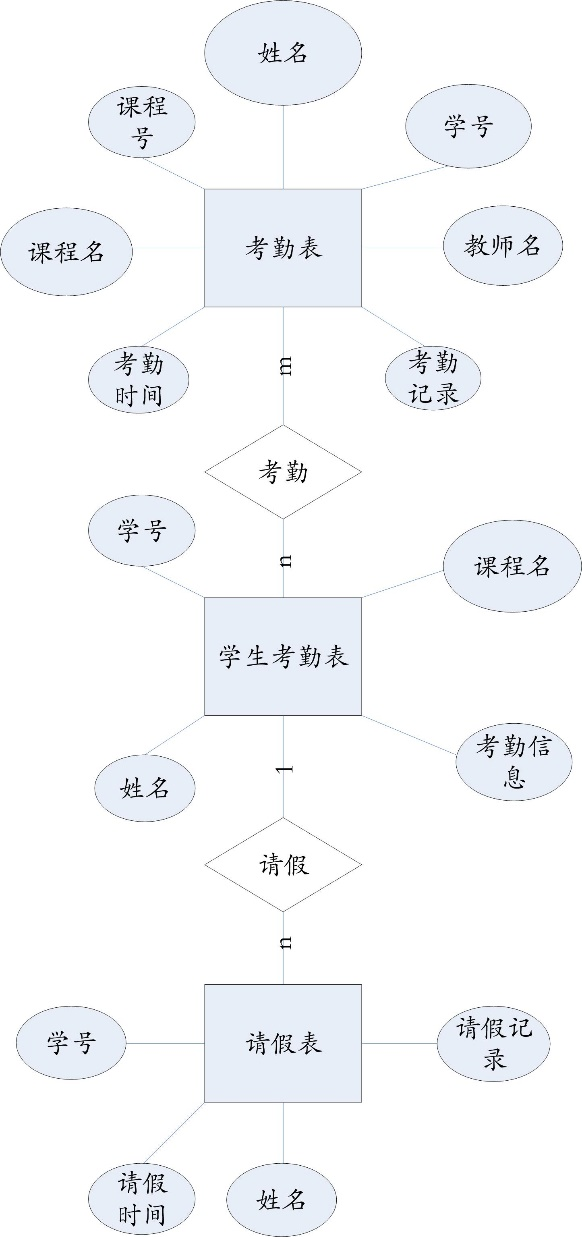 姓名
课程
号
学号
课程名
考勤表
教师名
考勤
时间
m
考勤
记录
考勤
学号
n
课程名
学生考勤表
姓名
1
考勤信
息
请假
n
学号
请假表
请假记
录
请假
时间
姓名